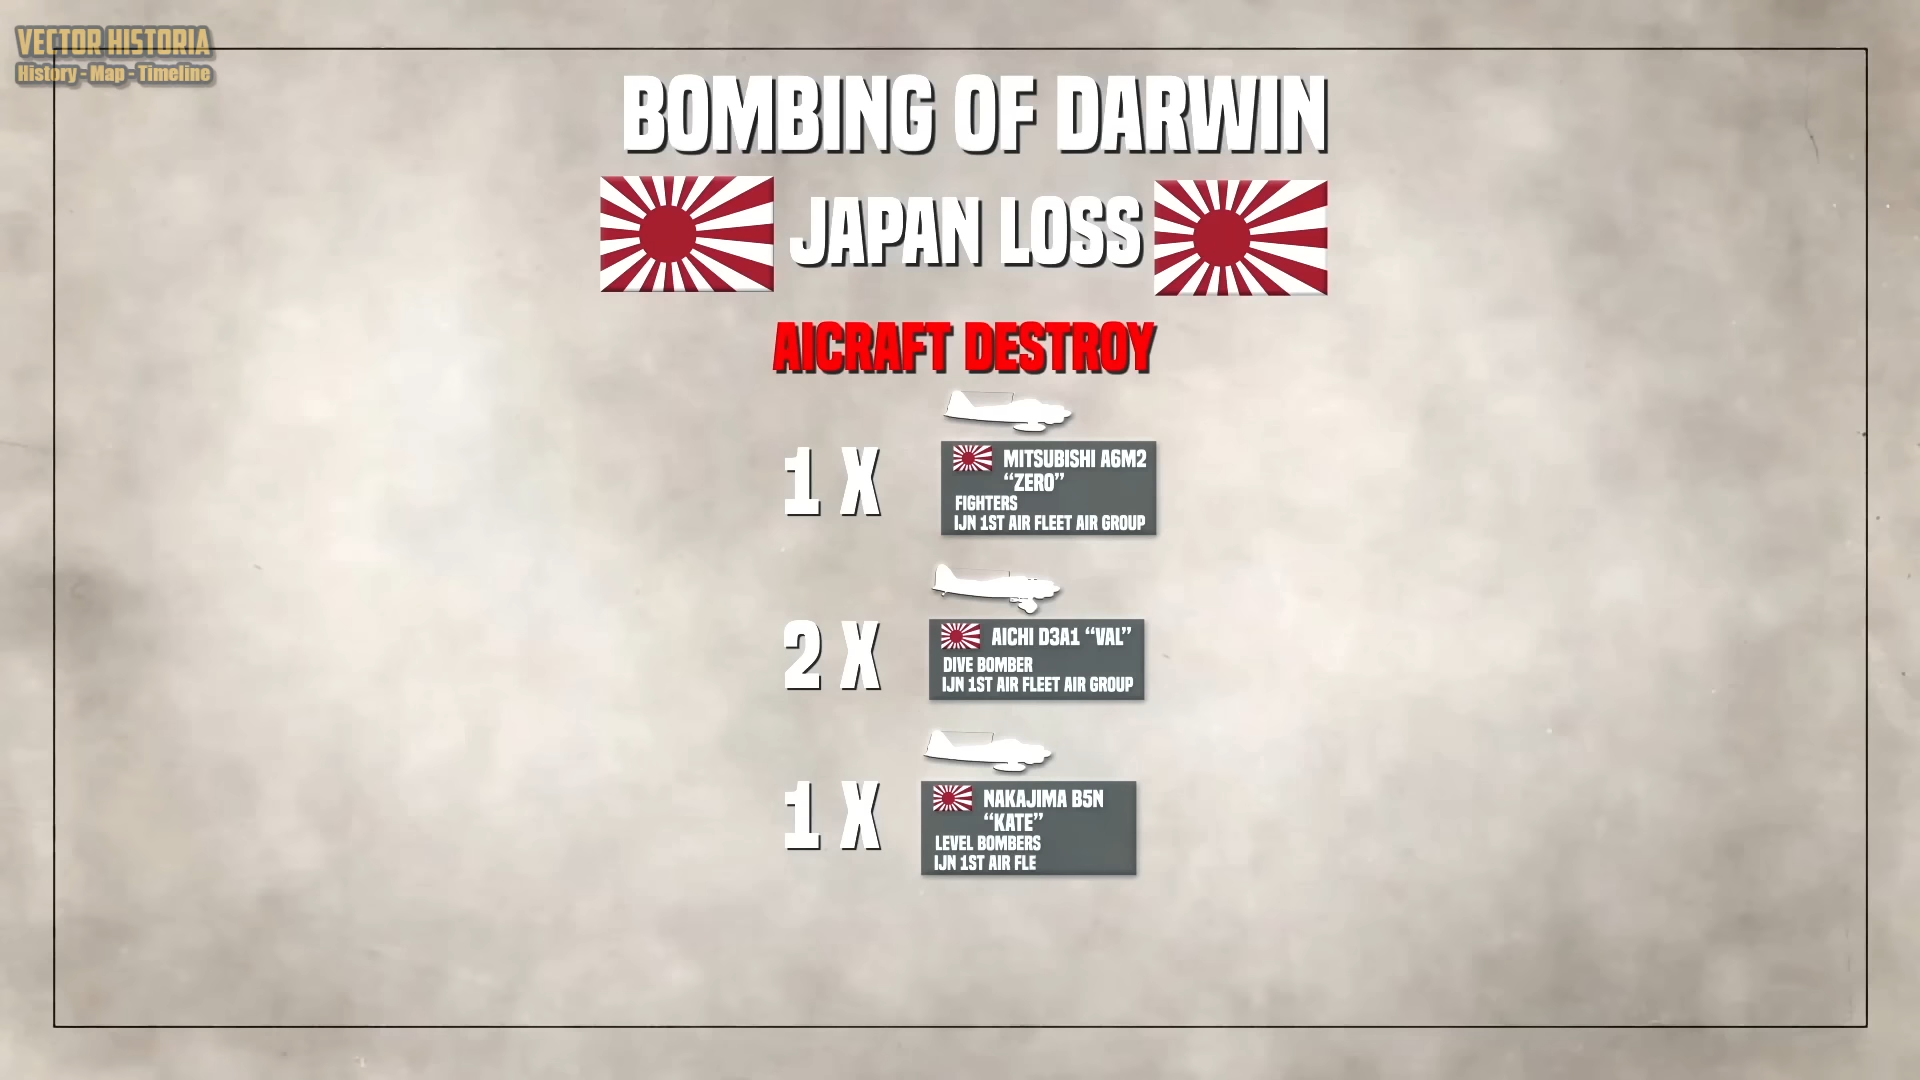 VECTOR HISTORIA
History - Map - Timeline
BOMBING OF DARWIN
JAPAN LOSS
AICRAFT DESTROY
1 X
MITSUBISHI A6M2
“ZERO”
FIGHTERS
IJN 1ST AIR FLEET AIR GROUP
2 X
AICHI D3A1 “VAL”
DIVE BOMBER
IJN 1ST AIR FLEET AIR GROUP
1 X
NAKAJIMA B5N
“KATE”
LEVEL BOMBERS
IJN 1ST AIR FLE